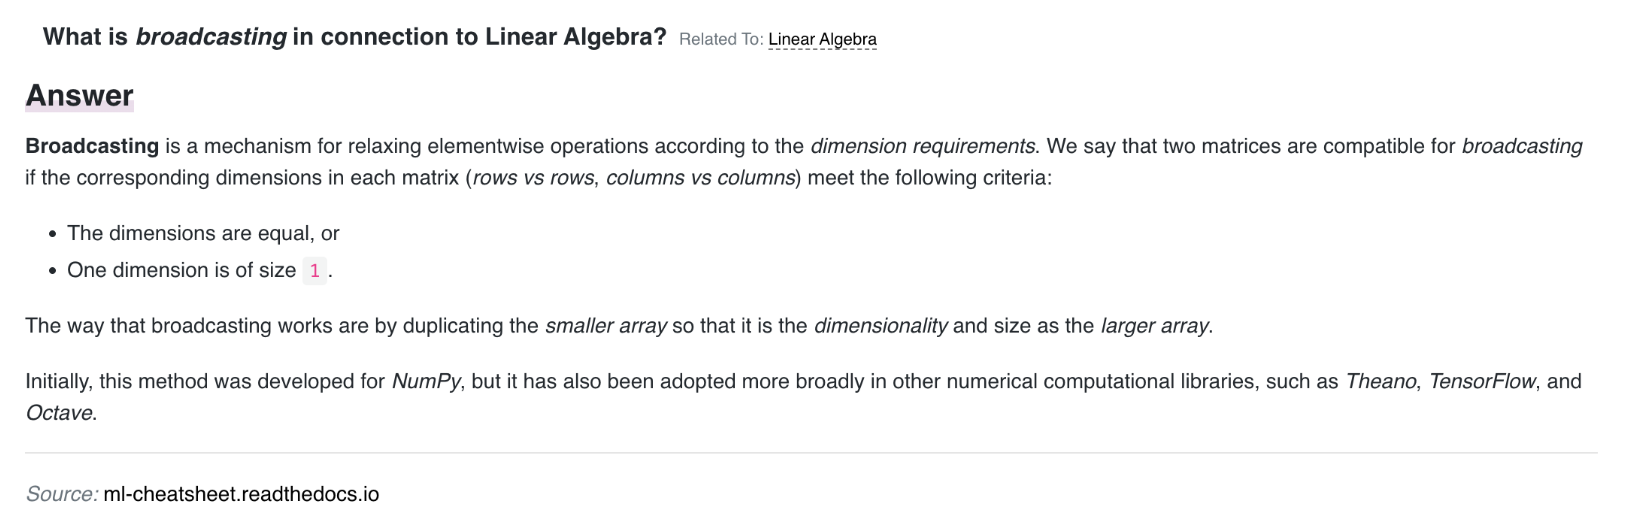 What is broadcasting in connection to Linear Algebra? Related To: Linear Algebra
Answer
Broadcasting is a mechanism for relaxing elementwise operations according to the dimension requirements. We say that two matrices are compatible for broadcasting
if the corresponding dimensions in each matrix (rows vs rows, columns vs columns) meet the following criteria:
• The dimensions are equal, or
• One dimension is of size 1.
The way that broadcasting works are by duplicating the smaller array so that it is the dimensionality and size as the larger array.
Initially, this method was developed for NumPy, but it has also been adopted more broadly in other numerical computational libraries, such as Theano, TensorFlow, and
Octave.
Source: ml-cheatsheet.readthedocs.io